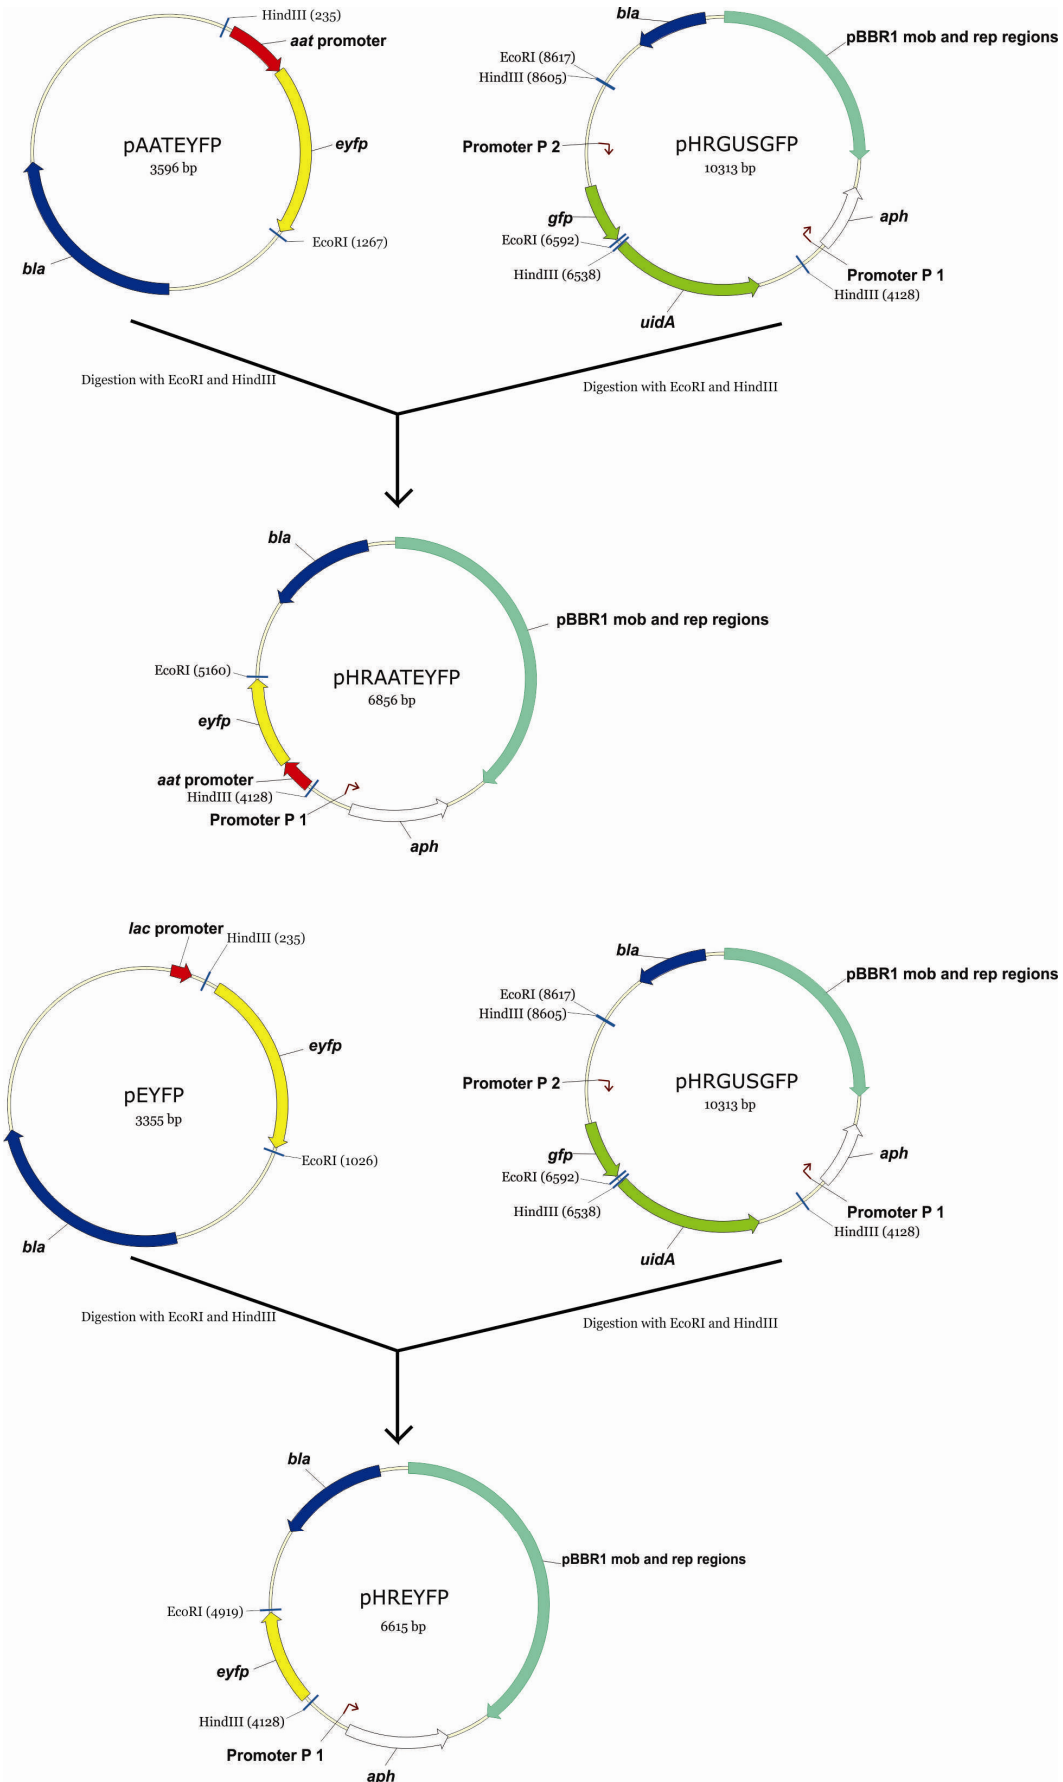 HindIII (235)
aat promoter
eyfp
pAATEYFP
3596 bp
EcoRI (1267)
bla
bla
pBBR1 mob and rep regions
EcoRI (8617)
HindIII (8605)
Promoter P 2
pHRGUSGFP
10313 bp
gfp
aph
EcoRI (6592)
HindIII (6538)
Promoter P 1
HindIII (4128)
uidA
Digestion with EcoRI and HindIII
Digestion with EcoRI and HindIII
bla
pBBR1 mob and rep regions
EcoRI (5160)
pHRAATEYFP
6856 bp
eyfp
aat promoter
HindIII (4128)
Promoter P 1
aph
lac promoter
HindIII (235)
eyfp
pEYFP
3355 bp
EcoRI (1026)
bla
bla
pBBR1 mob and rep regions
EcoRI (8617)
HindIII (8605)
Promoter P 2
pHRGUSGFP
10313 bp
gfp
aph
EcoRI (6592)
HindIII (6538)
Promoter P 1
HindIII (4128)
uidA
Digestion with EcoRI and HindIII
Digestion with EcoRI and HindIII
bla
pBBR1 mob and rep regions
pHREYFP
6615 bp
EcoRI (4919)
eyfp
HindIII (4128)
Promoter P 1
aph